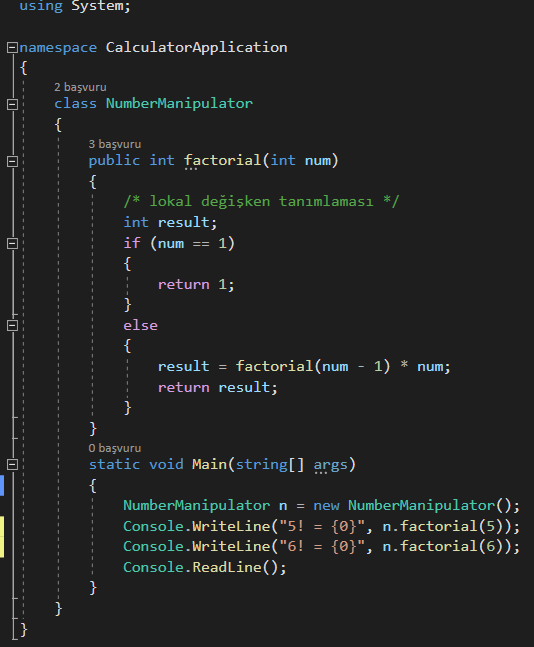 using System;
namespace CalculatorApplication
{
2 başvuru
class NumberManipulator
{
3 başvuru
public int factorial(int num)
{
/* lokal değişken tanımlaması */
int result;
if (num == 1)
{
return 1;
}
else
{
result = factorial(num - 1) * num;
return result;
}
}
0 başvuru
static void Main(string[] args)
{
NumberManipulator n = new NumberManipulator();
Console.WriteLine("5! = {0}", n.factorial(5));
Console.WriteLine("6! = {0}", n.factorial(6));
Console.ReadLine();
}
}
}